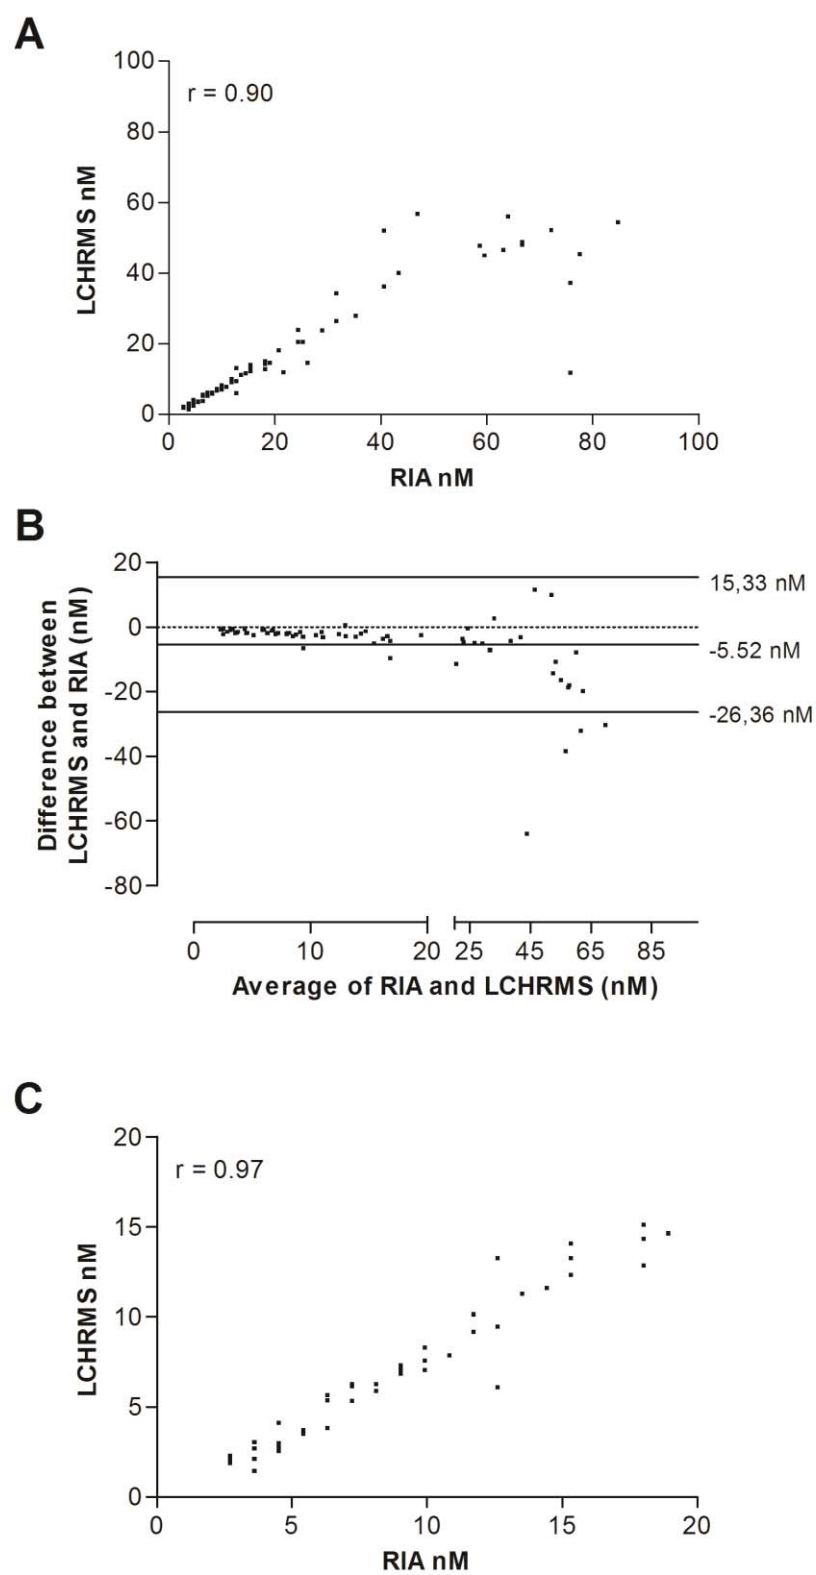 A
r = 0.90
LCHRMS nM
100
80
60
40
20
0
0 20 40 60 80 100
RIA nM
B
Difference between
LCHRMS and RIA (nM)
20
0
-20
-40
-60
-80
15,33 nM
-5.52 nM
-26,36 nM
0 10 20 25 45 65 85
Average of RIA and LCHRMS (nM)
C
r = 0.97
LCHRMS nM
20
15
10
5
0
0 5 10 15 20
RIA nM